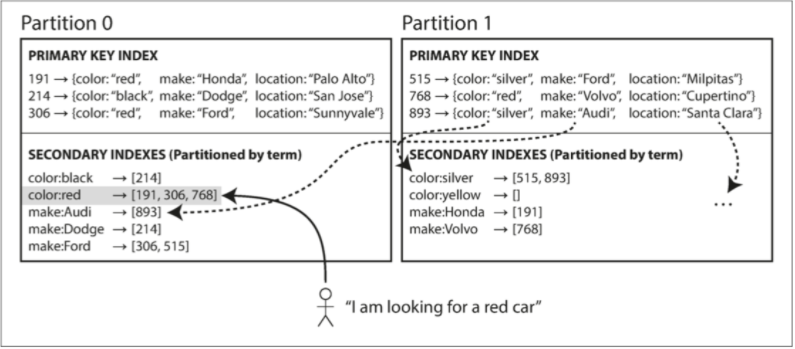 Partition 0
PRIMARY KEY INDEX
191 → {color: “red”, make: “Honda”, location: “Palo Alto”}
214 → {color: “black”, make: “Dodge”, location: “San Jose”}
306 → {color: “red”, make: “Ford”, location: “Sunnyvale”}
SECONDARY INDEXES (Partitioned by term)
color:black → [214]
color:red → [191, 306, 768]
make:Audi → [893]
make:Dodge → [214]
make:Ford → [306, 515]
Partition 1
PRIMARY KEY INDEX
515 → {color: “silver”, make: “Ford”, location: “Milpitas”}
768 → {color: “red”, make: “Volvo”, location: “Cupertino”}
893 → {color: “silver”, make: “Audi”, location: “Santa Clara”}
SECONDARY INDEXES (Partitioned by term)
color:silver → [515, 893]
color:yellow → []
make:Honda → [191]
make:Volvo → [768]
...
“I am looking for a red car”